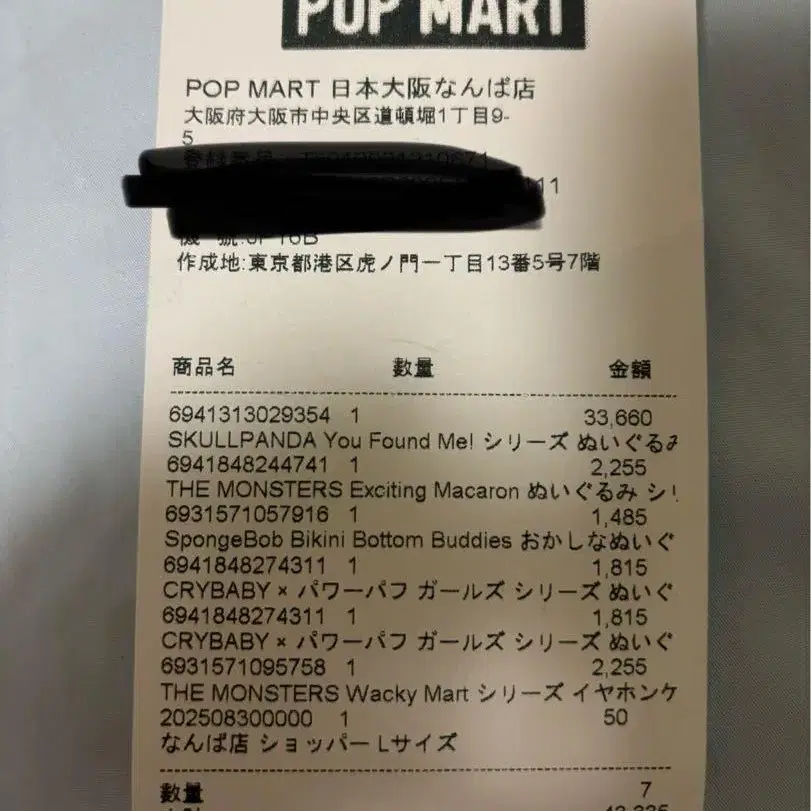 POP MART
POP MART 日本大阪なんば店
大阪府大阪市中央区道頓堀1丁目9-
5
作成地:東京都港区虎ノ門一丁目13番5号7階
商品名 数量 金額
6941313029354 1 33,660
SKULLPANDA You Found Me! シリーズ ぬいぐるみ
6941848244741 1 2,255
THE MONSTERS Exciting Macaron ぬいぐるみ シリ
6931571057916 1 1,485
SpongeBob Bikini Bottom Buddies おかしなぬいぐ
6941848274311 1 1,815
CRYBABY × パワーパフ ガールズ シリーズ ぬいぐ
6941848274311 1 1,815
CRYBABY × パワーパフ ガールズ シリーズ ぬいぐ
6931571095758 1 2,255
THE MONSTERS Wacky Mart シリーズ イヤホンケ
202508300000 1 50
なんば店 ショッパー Lサイズ
数量 7